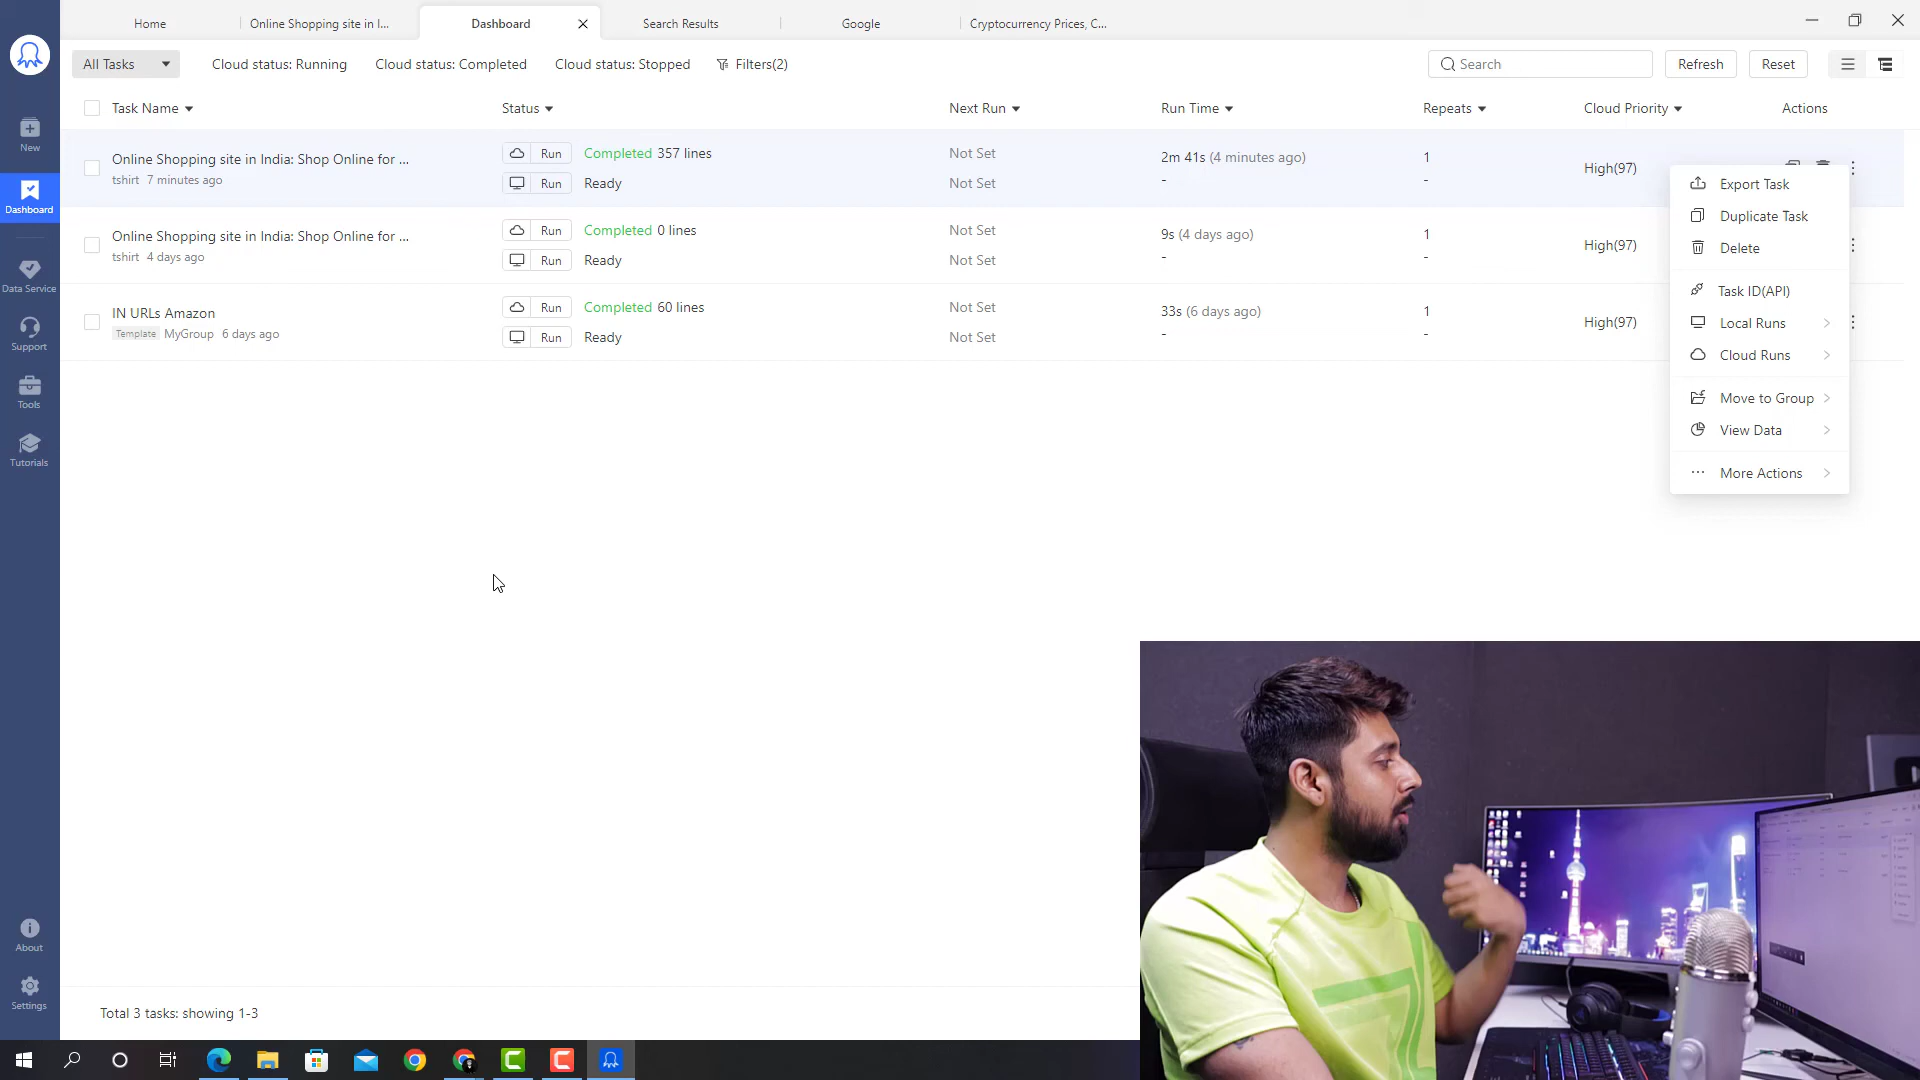 Home
Online Shopping site in I...
Dashboard
Search Results
Google
Cryptocurrency Prices, C...
All Tasks
Cloud status: Running
Cloud status: Completed
Cloud status: Stopped
Filters(2)
Search
Refresh
Reset
Task Name
Status
Next Run
Run Time
Repeats
Cloud Priority
Actions
Online Shopping site in India: Shop Online for ...
tshirt 7 minutes ago
Run
Completed 357 lines
Not Set
2m 41s (4 minutes ago)
1
High(97)
Run
Ready
Not Set
-
-
Online Shopping site in India: Shop Online for ...
tshirt 4 days ago
Run
Completed 0 lines
Not Set
9s (4 days ago)
1
High(97)
Run
Ready
Not Set
-
-
IN URLs Amazon
Template MyGroup 6 days ago
Run
Completed 60 lines
Not Set
33s (6 days ago)
1
High(97)
Run
Ready
Not Set
-
-
Export Task
Duplicate Task
Delete
Task ID(API)
Local Runs
Cloud Runs
Move to Group
View Data
More Actions
New
Dashboard
Data Service
Support
Tools
Tutorials
About
Settings
Total 3 tasks: showing 1-3